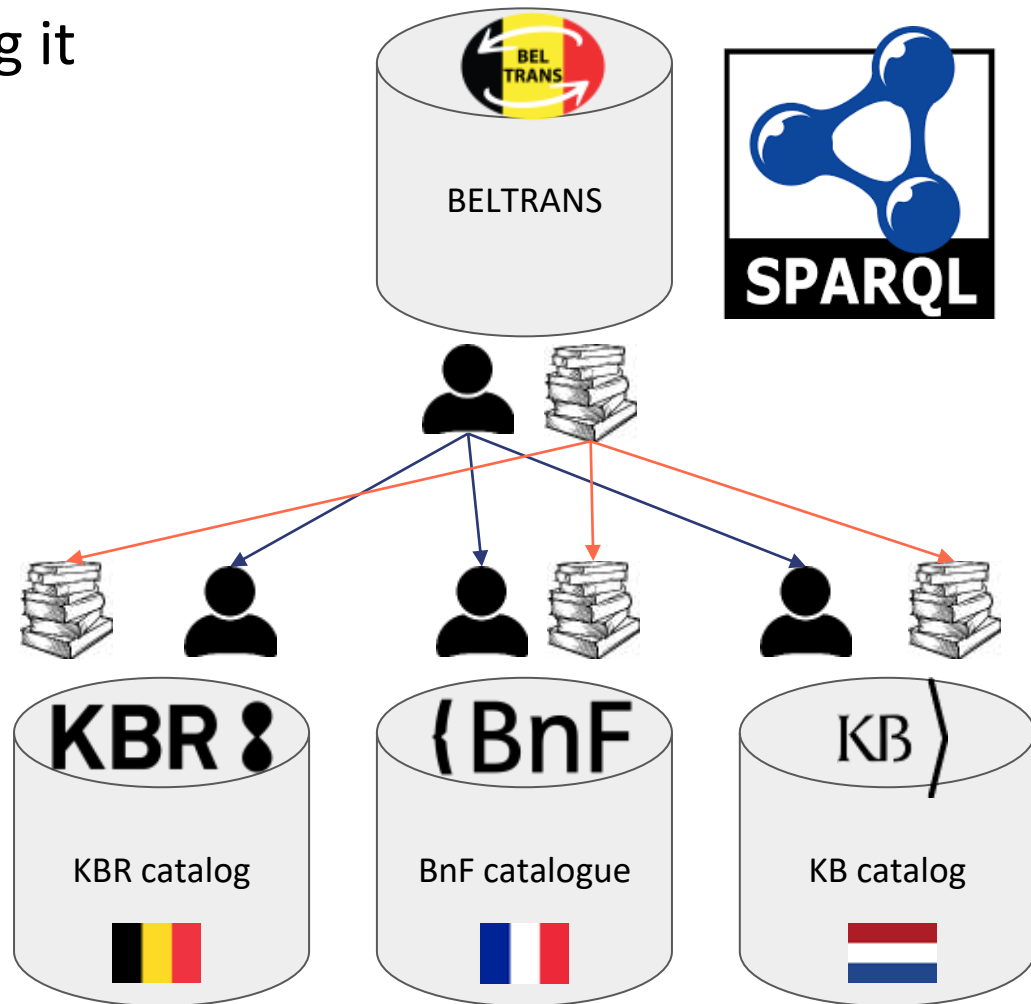 g it
BEL
TRANS
BELTRANS
SPARQL
KBR
{BnF
KB
KBR catalog
BnF catalogue
KB catalog